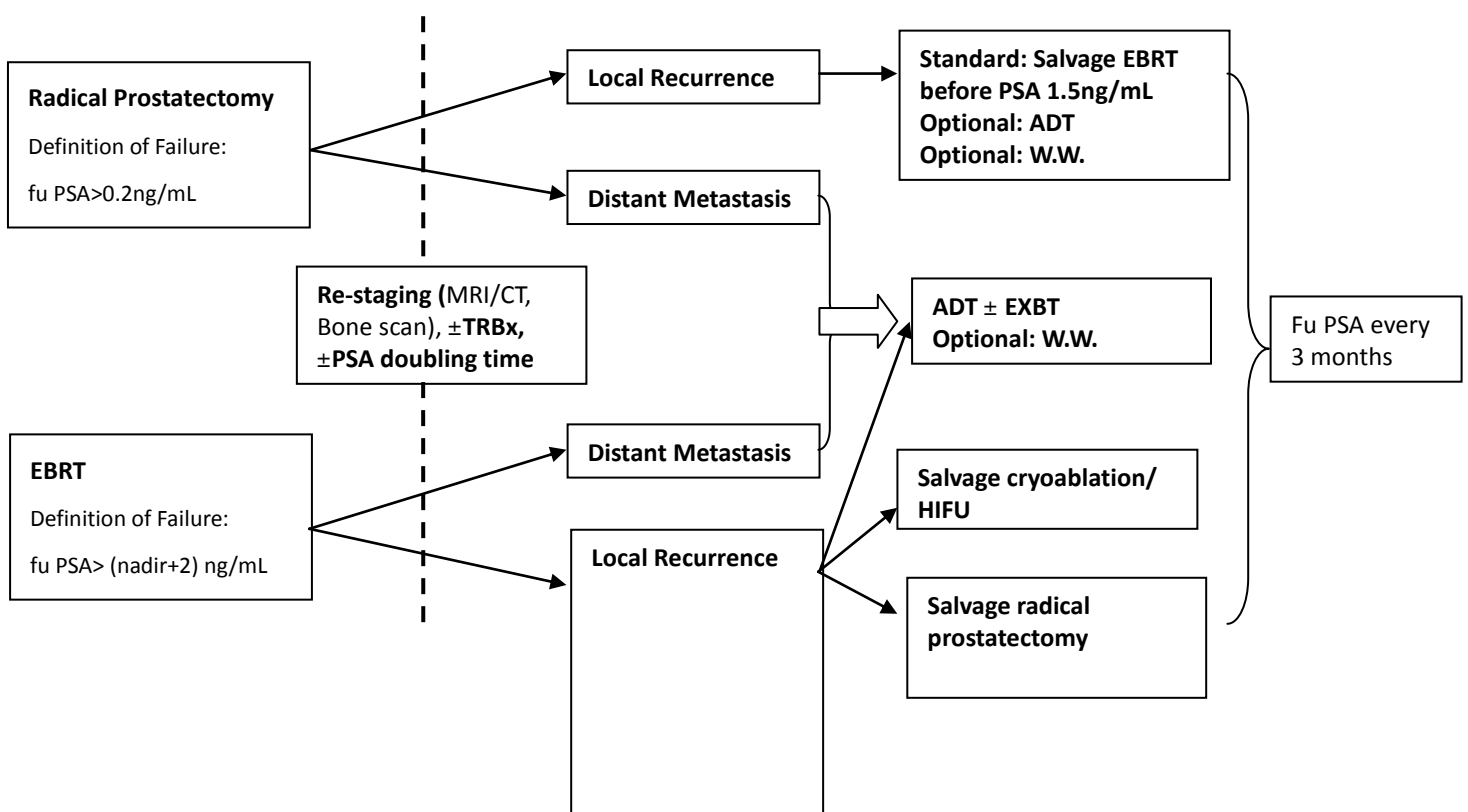 Radical Prostatectomy
Definition of Failure:
fu PSA>0.2ng/mL
Local Recurrence
Standard: Salvage EBRT
before PSA 1.5ng/mL
Optional: ADT
Optional: W.W.
Distant Metastasis
Re-staging (MRI/CT,
Bone scan), ±TRBx,
±PSA doubling time
ADT ± EXBT
Optional: W.W.
Fu PSA every
3 months
EBRT
Definition of Failure:
fu PSA> (nadir+2) ng/mL
Distant Metastasis
Local Recurrence
Salvage cryoablation/
HIFU
Salvage radical
prostatectomy